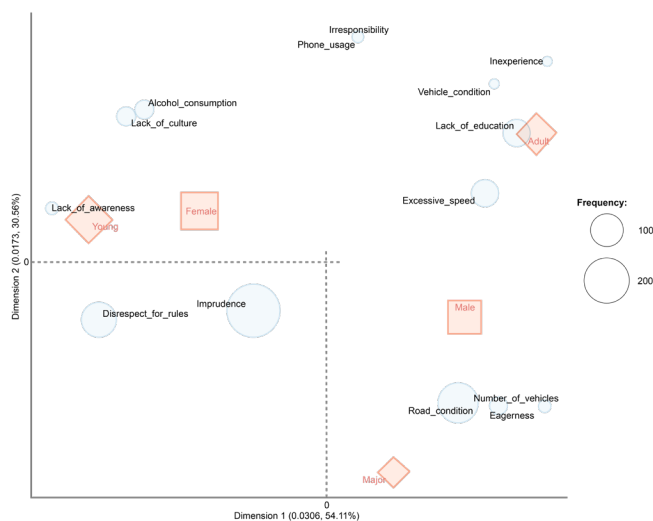 Irresponsibility
Phone_usage
Inexperience
Vehicle_condition
Alcohol_consumption
Lack_of_culture
Lack_of_education
Adult
Excessive_speed
Lack_of_awareness
Female
Young
Frequency:
100
200
0
Dimension 2 (0.0173, 30.56%)
Imprudence
Disrespect_for_rules
Male
Number_of_vehicles
Road_condition
Eagerness
Major
0
Dimension 1 (0.0306, 54.11%)